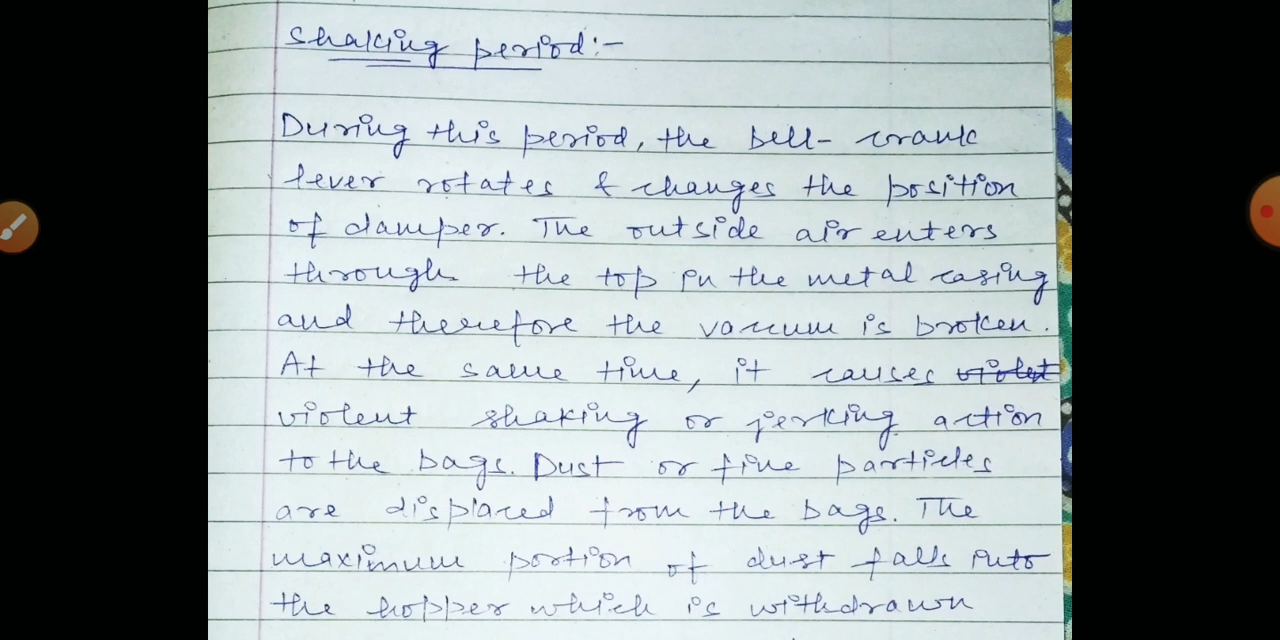 Shaking period:-
During this period, the bell-crank
lever rotates & changes the position
of damper. The outside air enters
through the top in the metal casing
and therefore the vaccum is broken.
At the same time, it causes violet
violent shaking or jerking action
to the bags. Dust or fine particles
are displaced from the bags. The
maximum portion of dust falls into
the hopper which is withdrawn